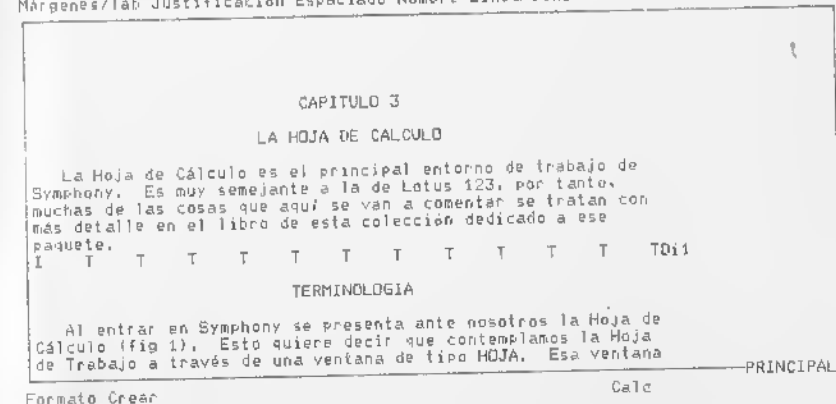 Márgenes/Tab Justificación Espaciado
CAPITULO 3
LA HOJA DE CALCULO
La Hoja de Cálculo es el principal entorno de trabajo de
Symphony. Es muy semejante a la de Lotus 123, por tanto,
muchas de las cosas que aquí se van a comentar se tratan con
más detalle en el libro de esta colección dedicado a ese
paquete.
I T T T T T T T T T T T TDi1
TERMINOLOGIA
Al entrar en Symphony se presenta ante nosotros la Hoja de
Cálculo (fig 1). Esto quiere decir que contemplamos la Hoja
de Trabajo a través de una ventana de tipo HOJA. Esa ventana
PRINCIPAL
Formato Crear Calc